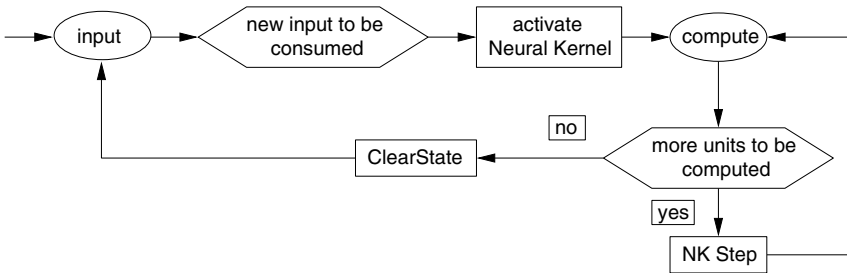 input
new input to be
consumed
activate
Neural Kernel
compute
no
ClearState
more units to be
computed
yes
NK Step